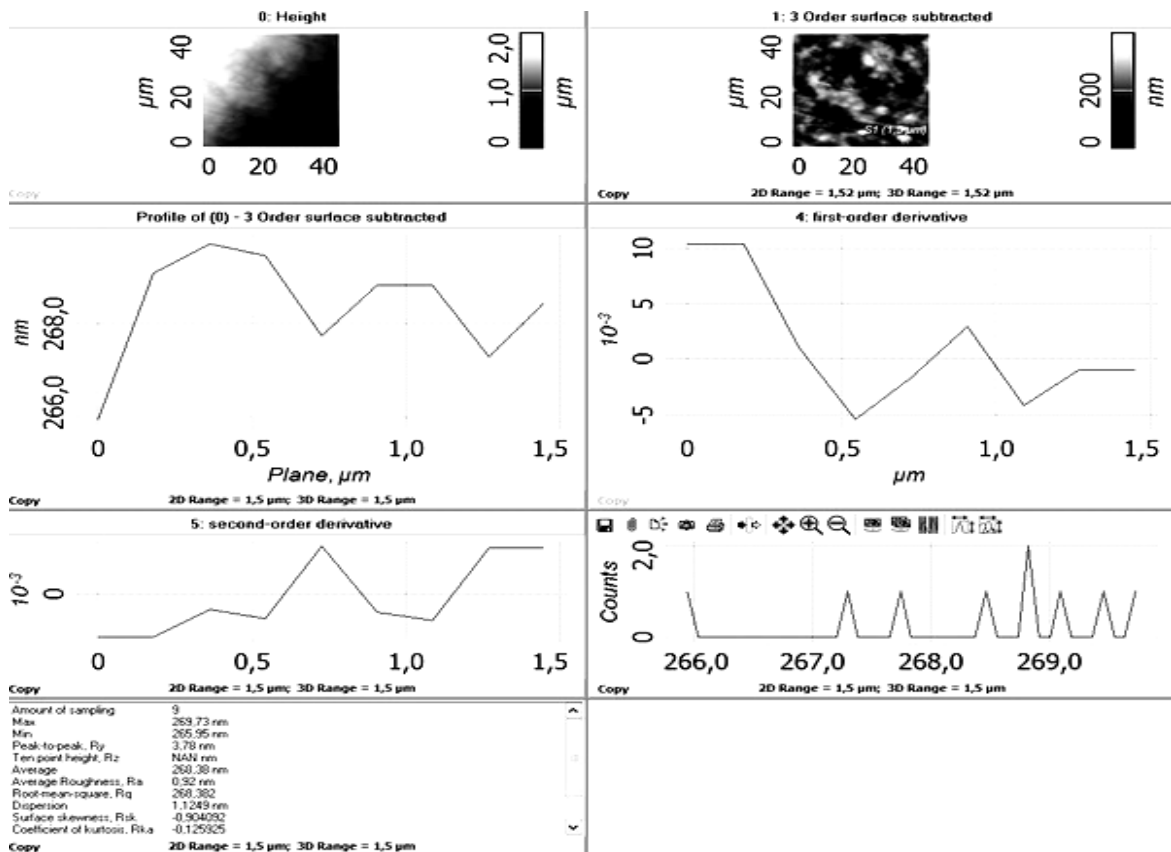 0: Height
40
20
0
µm
0 20 40
2,0
1,0
0
µm
Copy
1: 3 Order surface subtracted
40
20
0
µm
S1 (1,5 µm)
0 20 40
200
0
nm
Copy 2D Range = 1,52 µm; 3D Range = 1,52 µm
Profile of (0) - 3 Order surface subtracted
nm
268,0
266,0
0 0,5 1,0 1,5
Plane, µm
Copy 2D Range = 1,5 µm; 3D Range = 1,5 µm
4: first-order derivative
10
5
0
-5
10-3
0 0,5 1,0 1,5
µm
Copy
5: second-order derivative
10-3
0
0 0,5 1,0 1,5
Copy 2D Range = 1,5 µm; 3D Range = 1,5 µm
Counts
2,0
0
266,0 267,0 268,0 269,0
Copy 2D Range = 1,5 µm; 3D Range = 1,5 µm
Amount of sampling 9
Max 269,73 nm
Min 265,95 nm
Peak-to-peak, Ry 3,78 nm
Ten point height, Rz NAN nm
Average 268,38 nm
Average Roughness, Ra 0,92 nm
Root-mean-square, Rq 268,382
Dispersion 1,1249 nm
Surface skewness, Rsk -0,904092
Coefficient of kurtosis, Rka -0,125925
Copy 2D Range = 1,5 µm; 3D Range = 1,5 µm